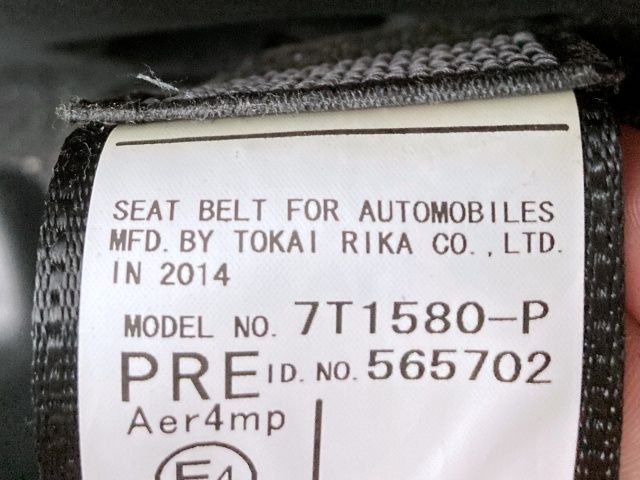 SEAT BELT FOR AUTOMOBILES
MFD. BY TOKAI RIKA CO., LTD.
IN 2014
MODEL NO. 7T1580-P
PRE ID. NO. 565702
Aer4mp
E4